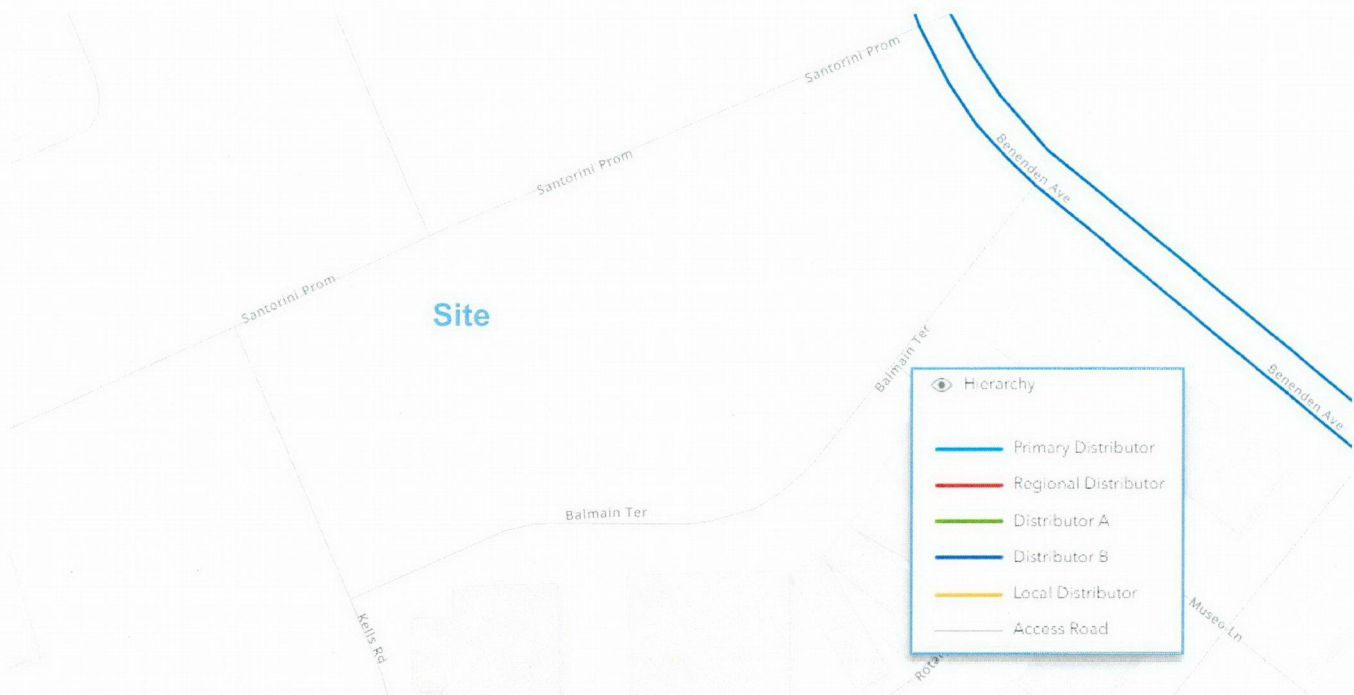 Santorini Prom
Santorini Prom
Santorini Prom
Benenden Ave
Benenden Ave
Site
Balmain Ter
Balmain Ter
Kells Rd
Museo Ln
Hierarchy
Primary Distributor
Regional Distributor
Distributor A
Distributor B
Local Distributor
Access Road